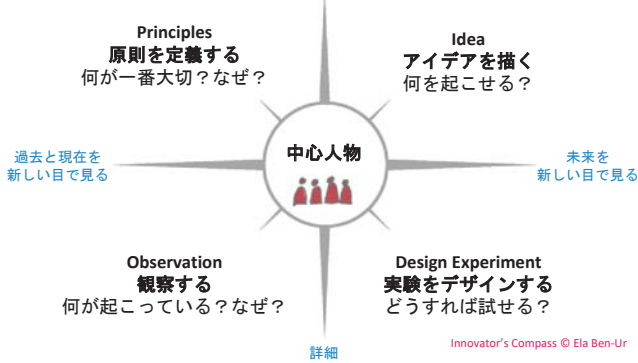 Principles
原則を定義する
何が一番大切？なぜ？
Idea
アイデアを描く
何を起こせる？
中心人物
過去と現在を
新しい目で見る
未来を
新しい目で見る
Observation
観察する
何が起こっている？なぜ？
Design Experiment
実験をデザインする
どうすれば試せる？
Innovator's Compass © Ela Ben-Ur
詳細